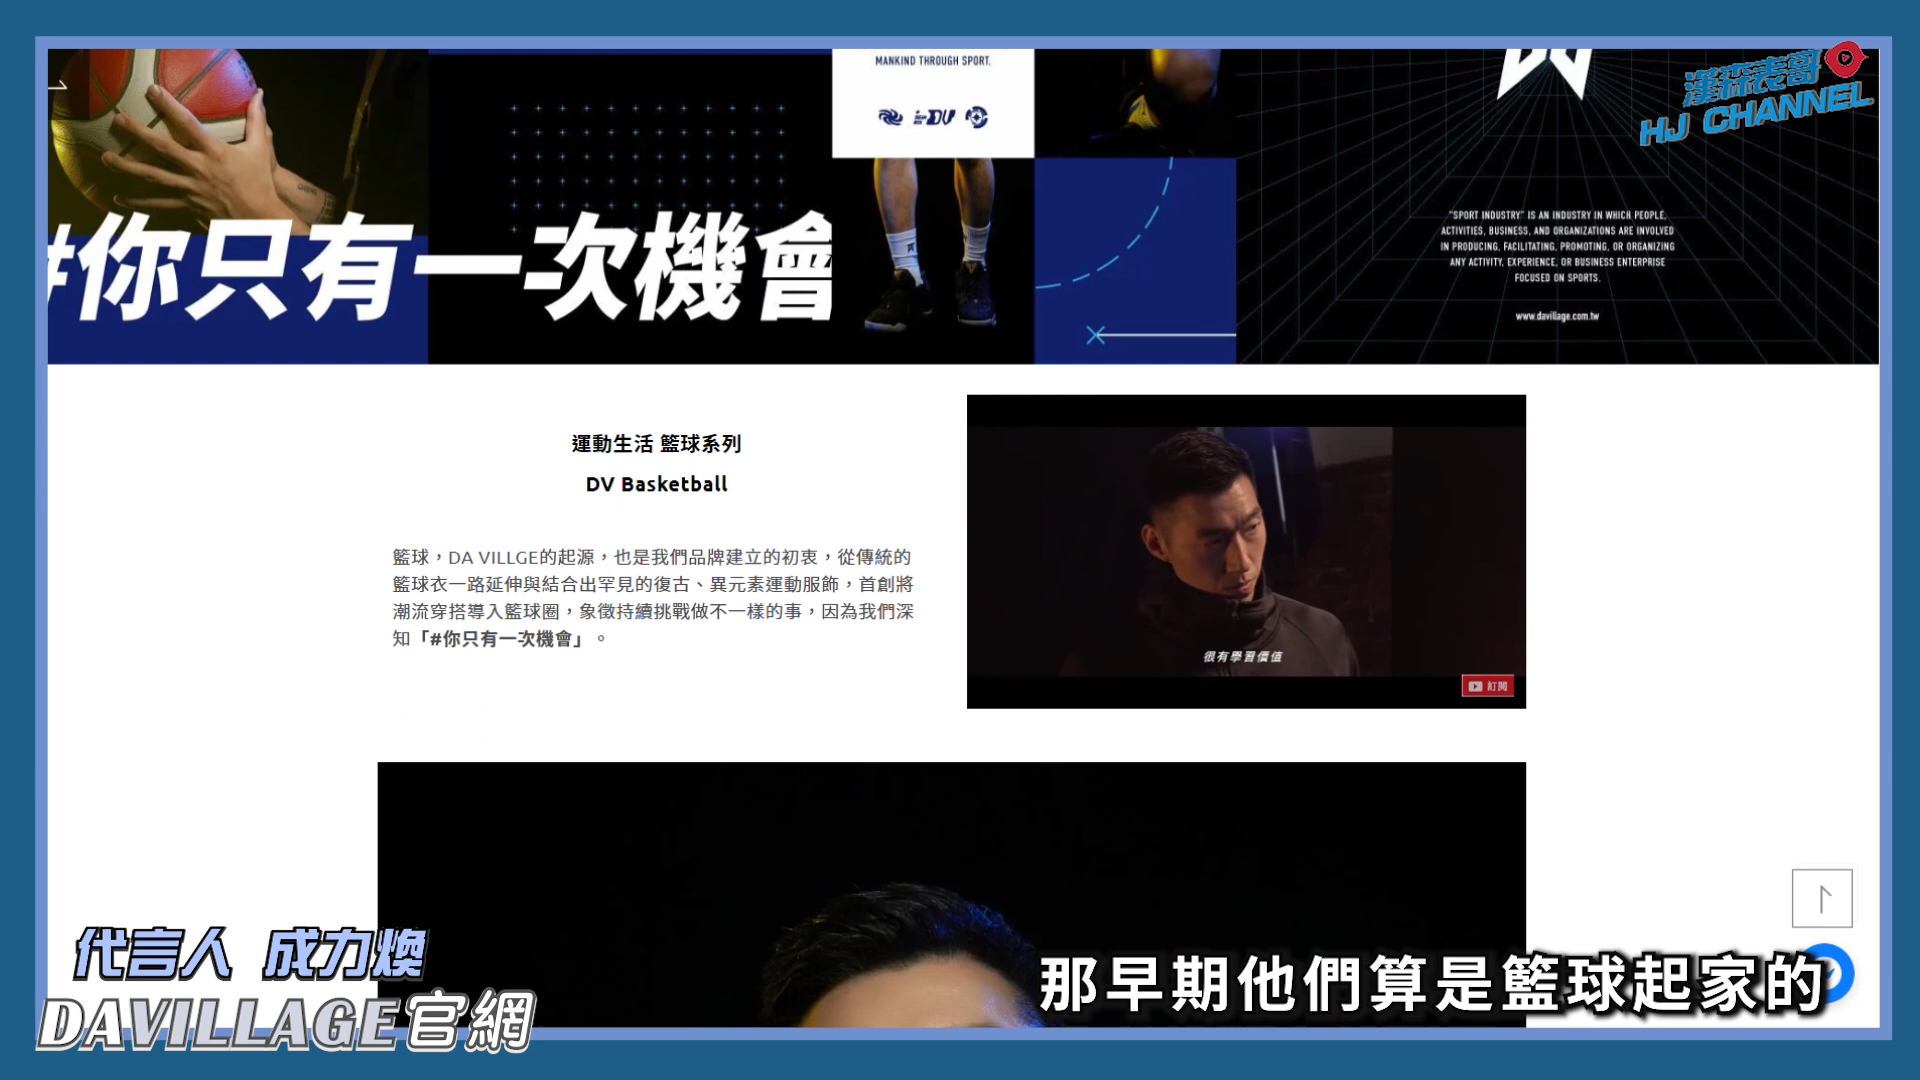 MANKIND THROUGH SPORT.
DV
漢森表哥
HJ CHANNEL
#你只有一次機會
"SPORT INDUSTRY" IS AN INDUSTRY IN WHICH PEOPLE,
ACTIVITIES, BUSINESS, AND ORGANIZATIONS ARE INVOLVED
IN PRODUCING, FACILITATING, PROMOTING, OR ORGANIZING
ANY ACTIVITY, EXPERIENCE, OR BUSINESS ENTERPRISE
FOCUSED ON SPORTS.
www.davillage.com.tw
運動生活 籃球系列
DV Basketball
籃球，DA VILLGE的起源，也是我們品牌建立的初衷，從傳統的
籃球衣一路延伸與結合出罕見的復古、異元素運動服飾，首創將
潮流穿搭導入籃球圈，象徵持續挑戰做不一樣的事，因為我們深
知「#你只有一次機會」。
很有學習價值
訂閱
代言人 成力煥
DAVILLAGE官網
那早期他們算是籃球起家的